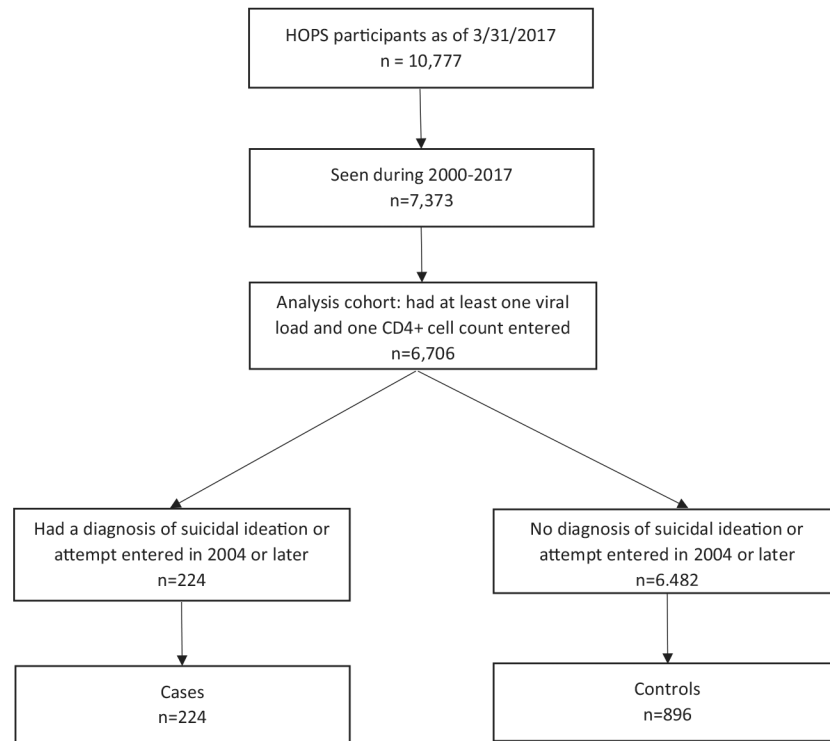 HOPS participants as of 3/31/2017
n = 10,777
Seen during 2000-2017
n=7,373
Analysis cohort: had at least one viral
load and one CD4+ cell count entered
n=6,706
Had a diagnosis of suicidal ideation or
attempt entered in 2004 or later
n=224
No diagnosis of suicidal ideation or
attempt entered in 2004 or later
n=6.482
Cases
n=224
Controls
n=896